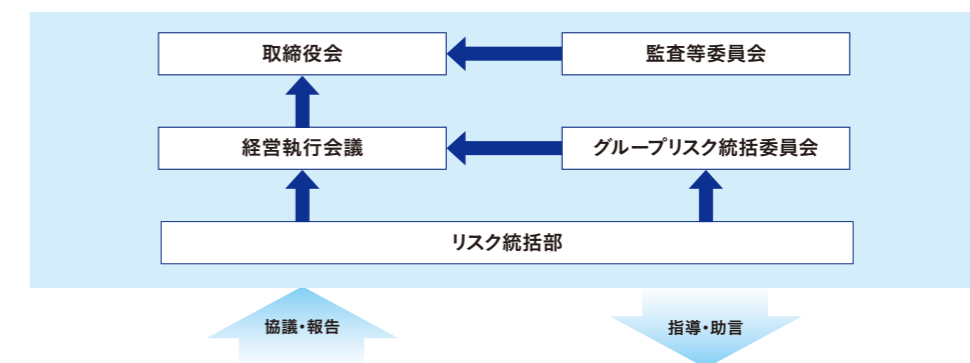 取締役会
監査等委員会
経営執行会議
グループリスク統括委員会
リスク統括部
協議・報告
指導・助言